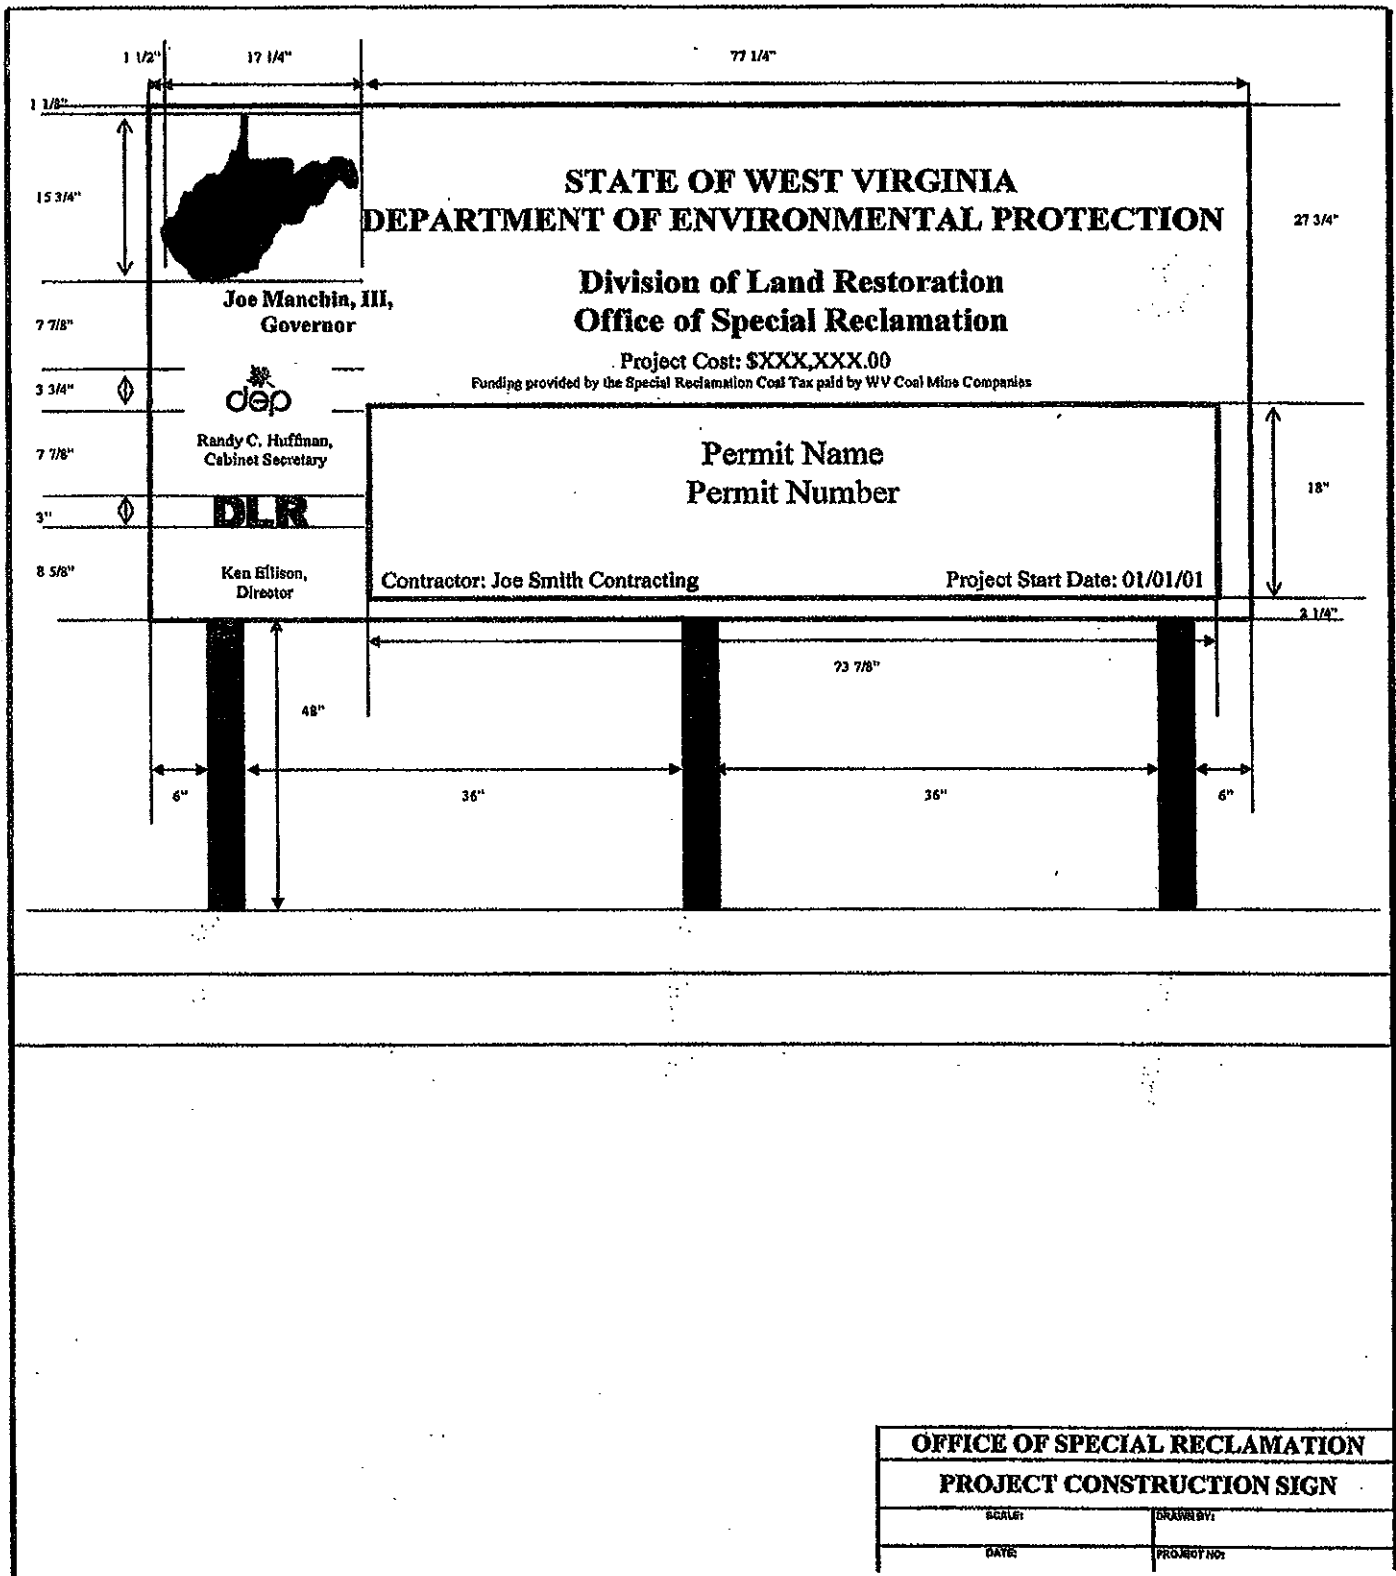 1 1/2" 17 1/4" 77 1/4"
1 1/8"
15 3/4"
STATE OF WEST VIRGINIA
DEPARTMENT OF ENVIRONMENTAL PROTECTION
27 3/4"
Division of Land Restoration
Office of Special Reclamation
Joe Manchin, III,
Governor
7 7/8"
Project Cost: $XXX,XXX.00
Funding provided by the Special Reclamation Coal Tax paid by WV Coal Mine Companies
3 3/4"
dep
Randy C. Huffman,
Cabinet Secretary
7 7/8"
Permit Name
Permit Number
18"
DLR
3"
8 5/8"
Ken Ellison,
Director
Contractor: Joe Smith Contracting Project Start Date: 01/01/01
2 1/4"
73 7/8"
48"
6" 36" 36" 6"
OFFICE OF SPECIAL RECLAMATION
PROJECT CONSTRUCTION SIGN
SCALE: DRAWN BY:
DATE: PROJECT NO: